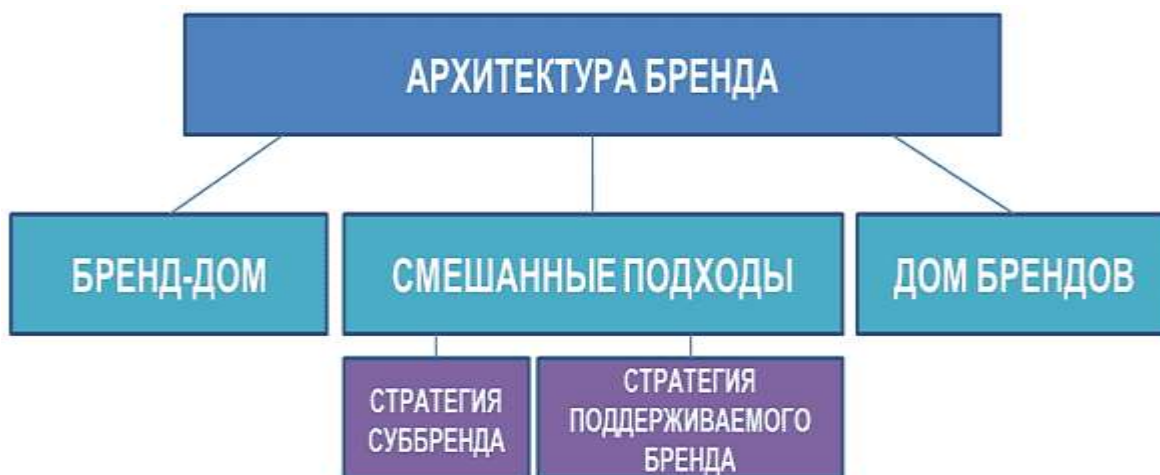 АРХИТЕКТУРА БРЕНДА
БРЕНД-ДОМ
СМЕШАННЫЕ ПОДХОДЫ
ДОМ БРЕНДОВ
СТРАТЕГИЯ
СУББРЕНДА
СТРАТЕГИЯ
ПОДДЕРЖИВАЕМОГО
БРЕНДА